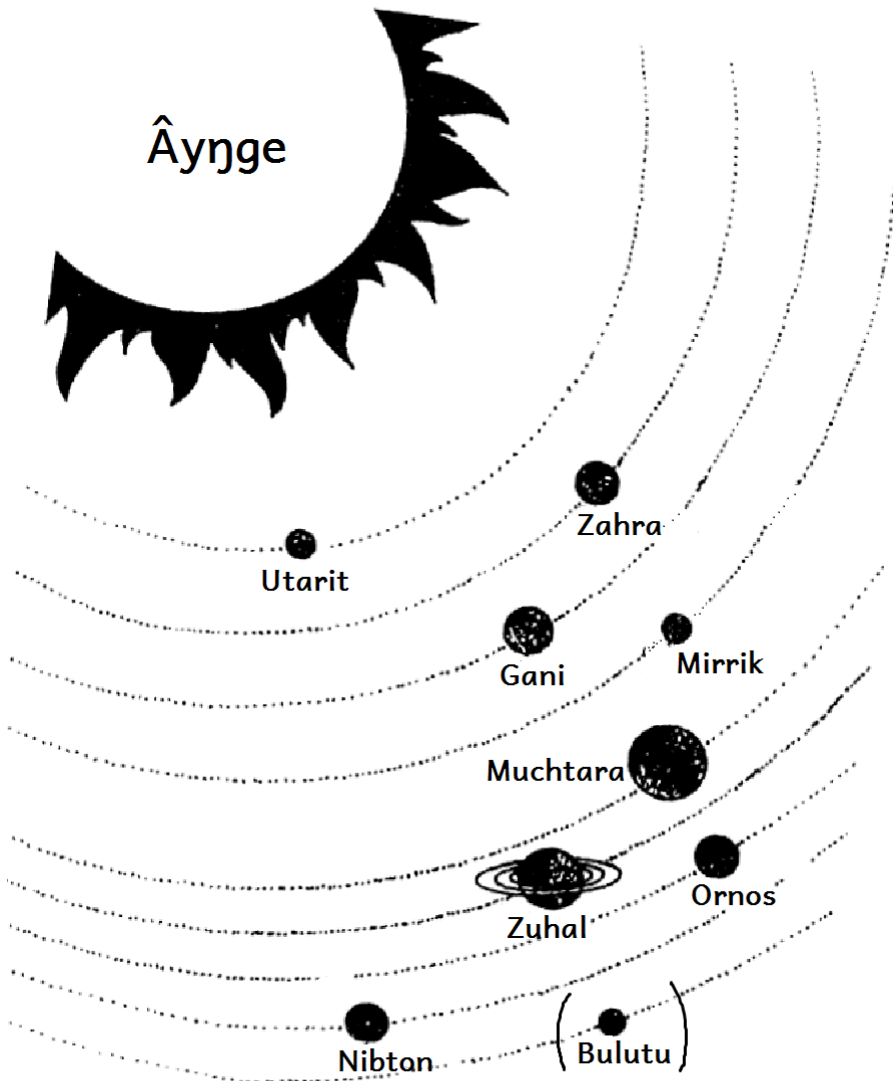 Âyŋge
Zahra
Utarit
Gani
Mirrik
Muchtara
Ornos
Zuhal
Nibton
Bulutu